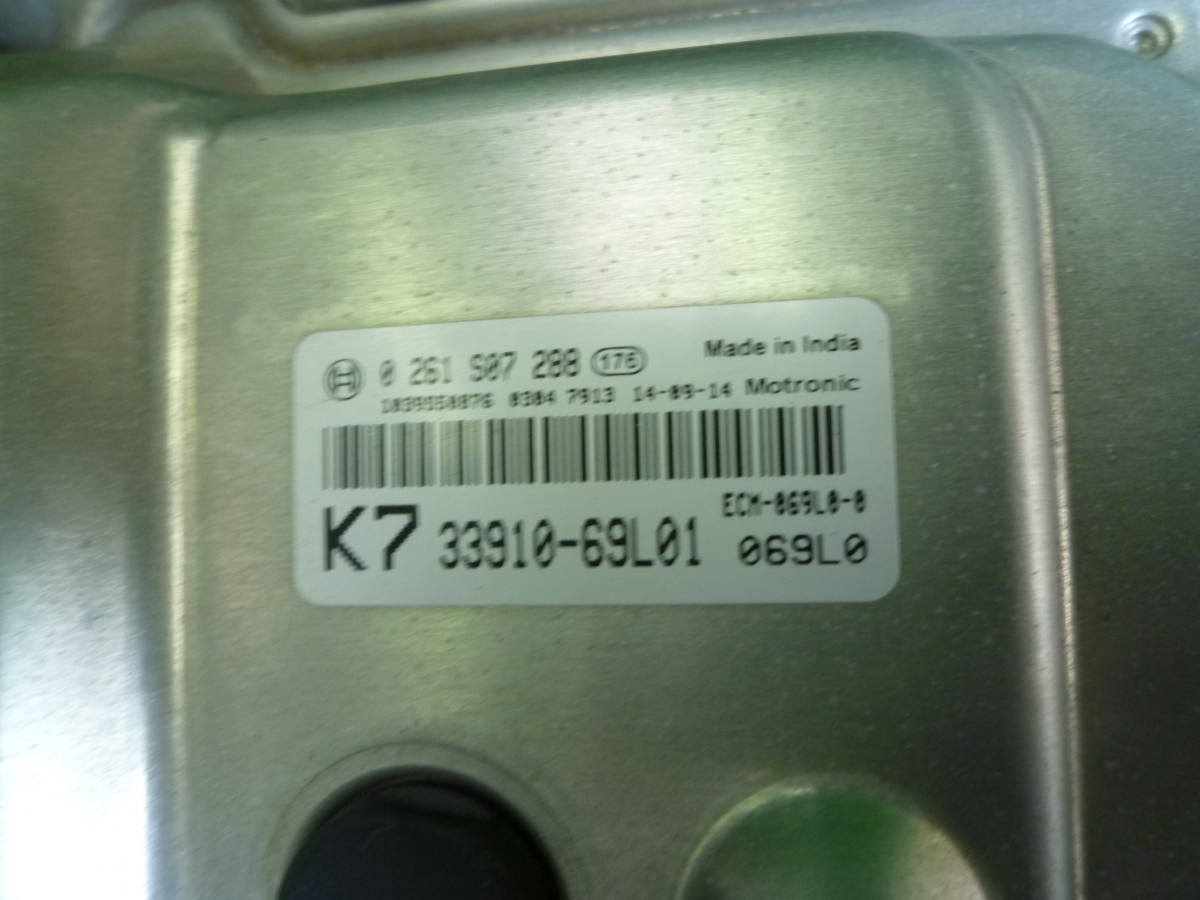 0 261 S07 288 176 Made in India
1039S50876 0304 7913 14-09-14 Motronic
ECM-069L0-0
K7 33910-69L01 069L0